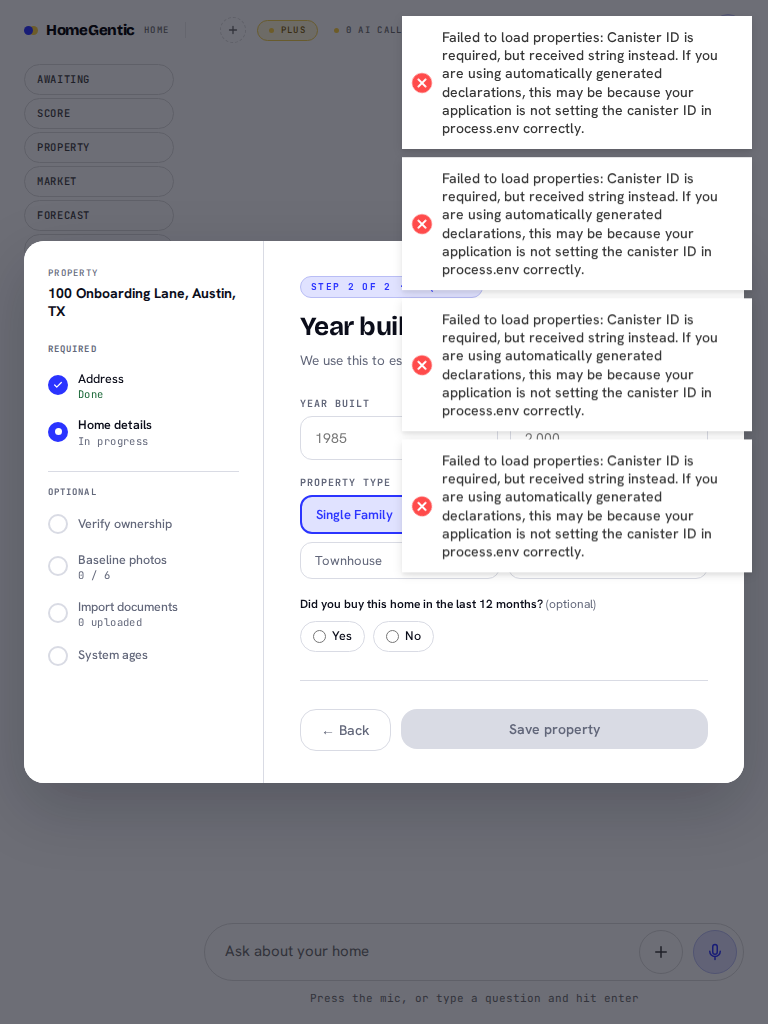 HomeGentic HOME
+
PLUS
0 AI CALL
AWAITING
SCORE
PROPERTY
MARKET
FORECAST
Failed to load properties: Canister ID is
required, but received string instead. If you
are using automatically generated
declarations, this may be because your
application is not setting the canister ID in
process.env correctly.
Failed to load properties: Canister ID is
required, but received string instead. If you
are using automatically generated
declarations, this may be because your
application is not setting the canister ID in
process.env correctly.
Failed to load properties: Canister ID is
required, but received string instead. If you
are using automatically generated
declarations, this may be because your
application is not setting the canister ID in
process.env correctly.
Failed to load properties: Canister ID is
required, but received string instead. If you
are using automatically generated
declarations, this may be because your
application is not setting the canister ID in
process.env correctly.
PROPERTY
100 Onboarding Lane, Austin,
TX
REQUIRED
Address
Done
Home details
In progress
OPTIONAL
Verify ownership
Baseline photos
0 / 6
Import documents
0 uploaded
System ages
STEP 2 OF 2
Year buil
We use this to es
YEAR BUILT
1985
2,000
PROPERTY TYPE
Single Family
Townhouse
Did you buy this home in the last 12 months? (optional)
Yes
No
← Back
Save property
Ask about your home
+
Press the mic, or type a question and hit enter